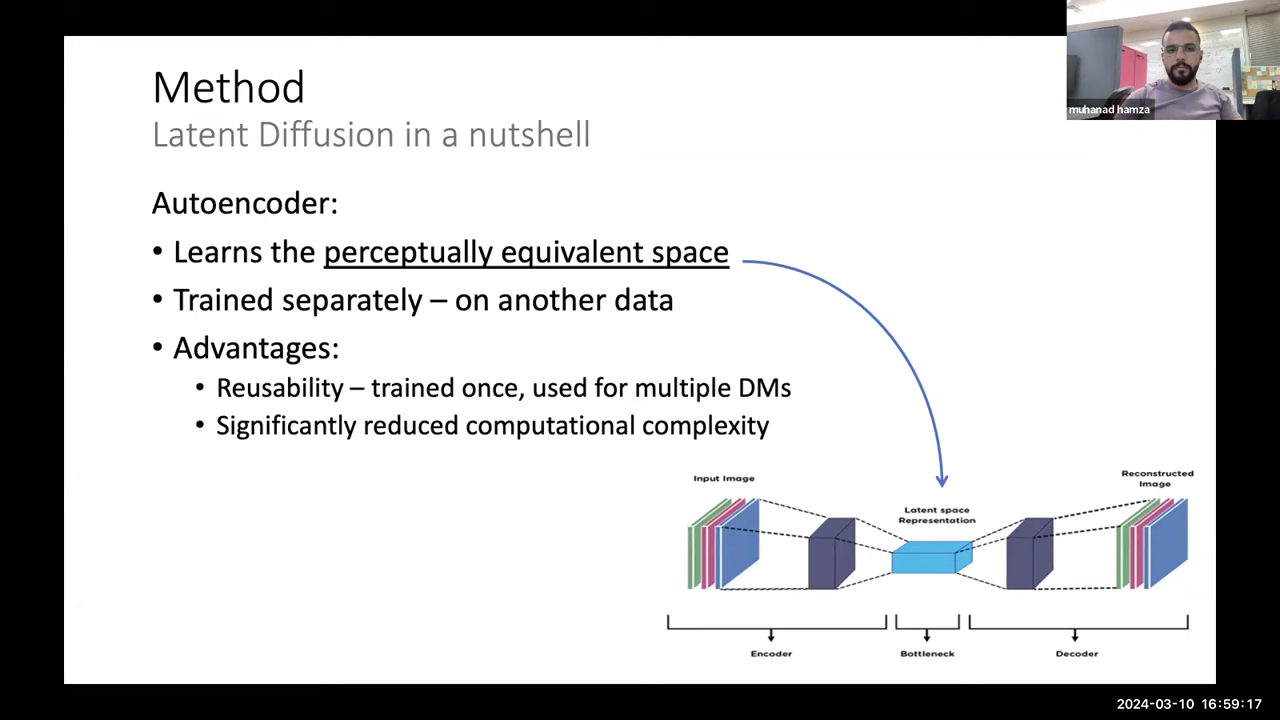 Method
Latent Diffusion in a nutshell
muhanad hamza
Autoencoder:
• Learns the perceptually equivalent space
• Trained separately – on another data
• Advantages:
• Reusability – trained once, used for multiple DMs
• Significantly reduced computational complexity
Input Image
Latent space
Representation
Reconstructed
Image
Encoder
Bottleneck
Decoder
2024-03-10 16:59:17